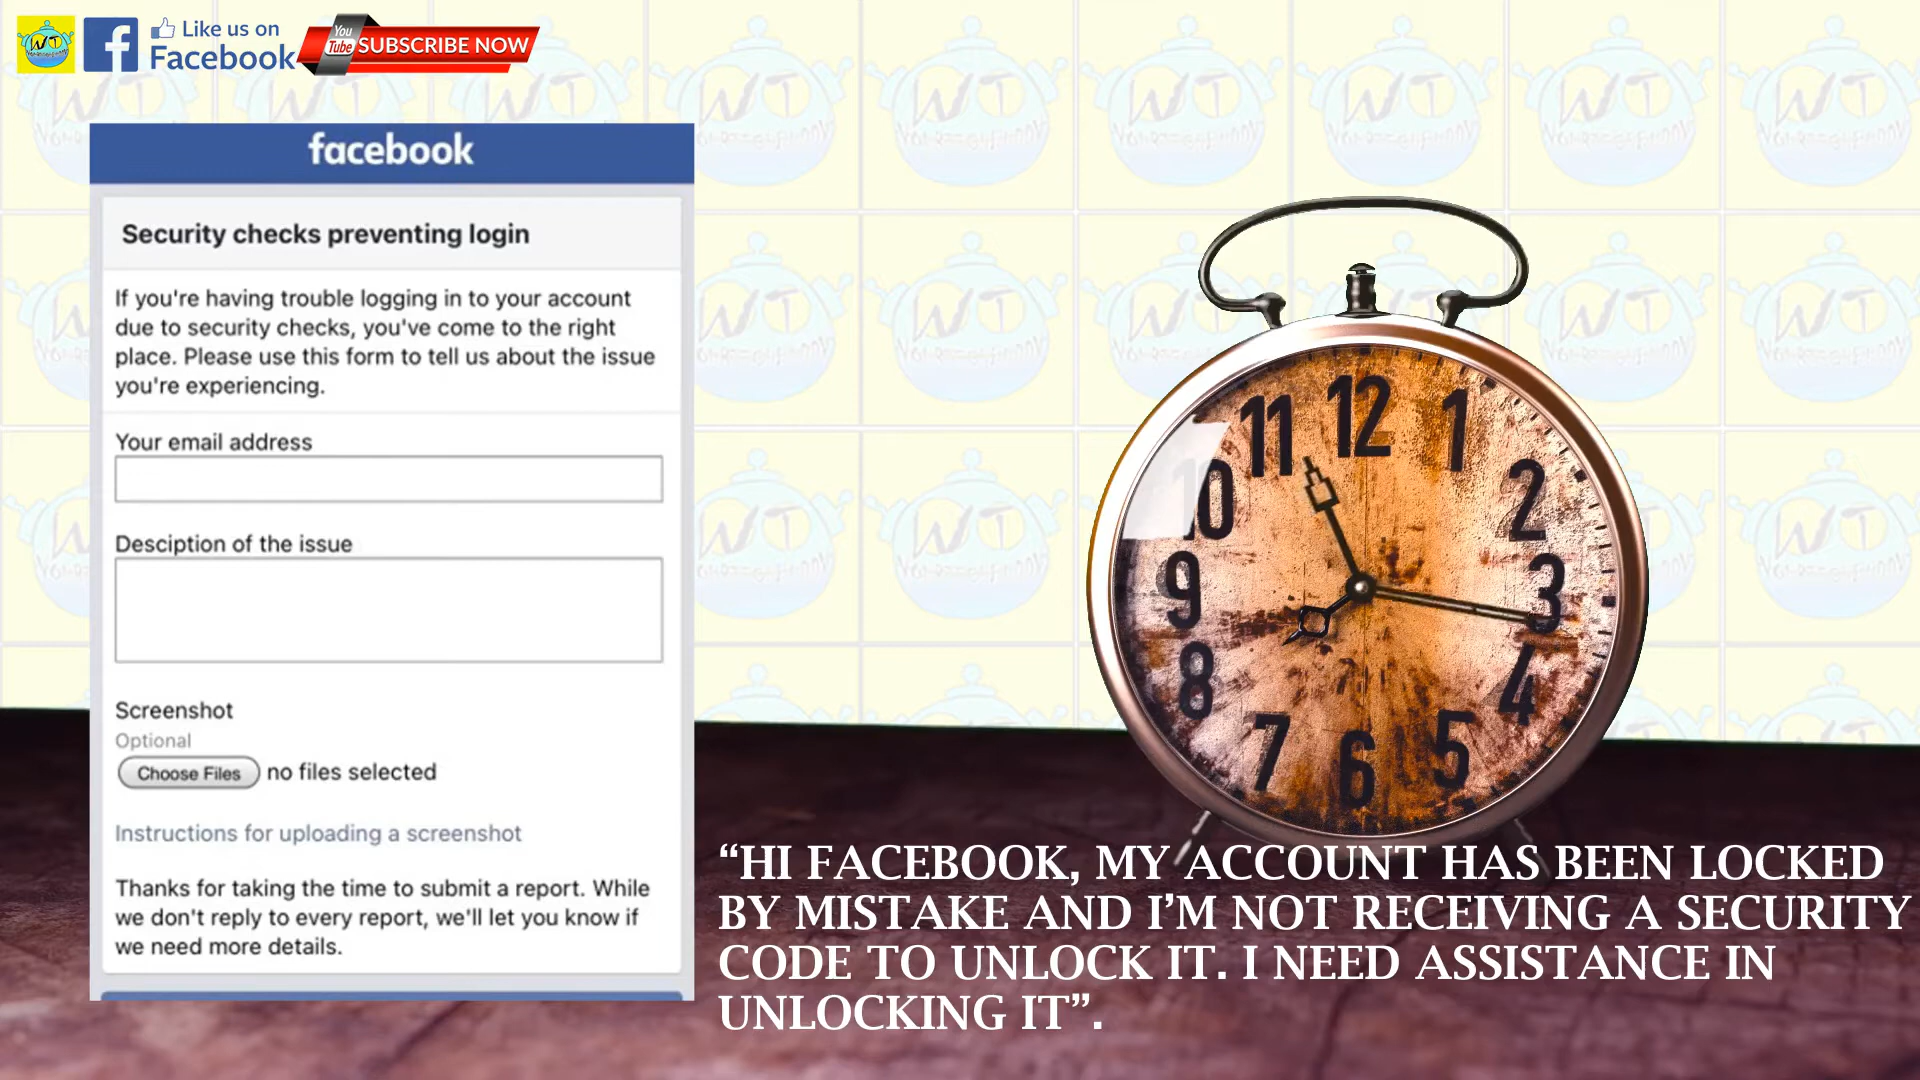 WT
Like us on
Facebook
You
Tube
SUBSCRIBE NOW
facebook
Security checks preventing login
If you're having trouble logging in to your account
due to security checks, you've come to the right
place. Please use this form to tell us about the issue
you're experiencing.
Your email address
Desciption of the issue
Screenshot
Optional
Choose Files no files selected
Instructions for uploading a screenshot
Thanks for taking the time to submit a report. While
we don't reply to every report, we'll let you know if
we need more details.
12
11 1
10 2
9 3
8 4
7 5
6
“HI FACEBOOK, MY ACCOUNT HAS BEEN LOCKED
BY MISTAKE AND I’M NOT RECEIVING A SECURITY
CODE TO UNLOCK IT. I NEED ASSISTANCE IN
UNLOCKING IT”.